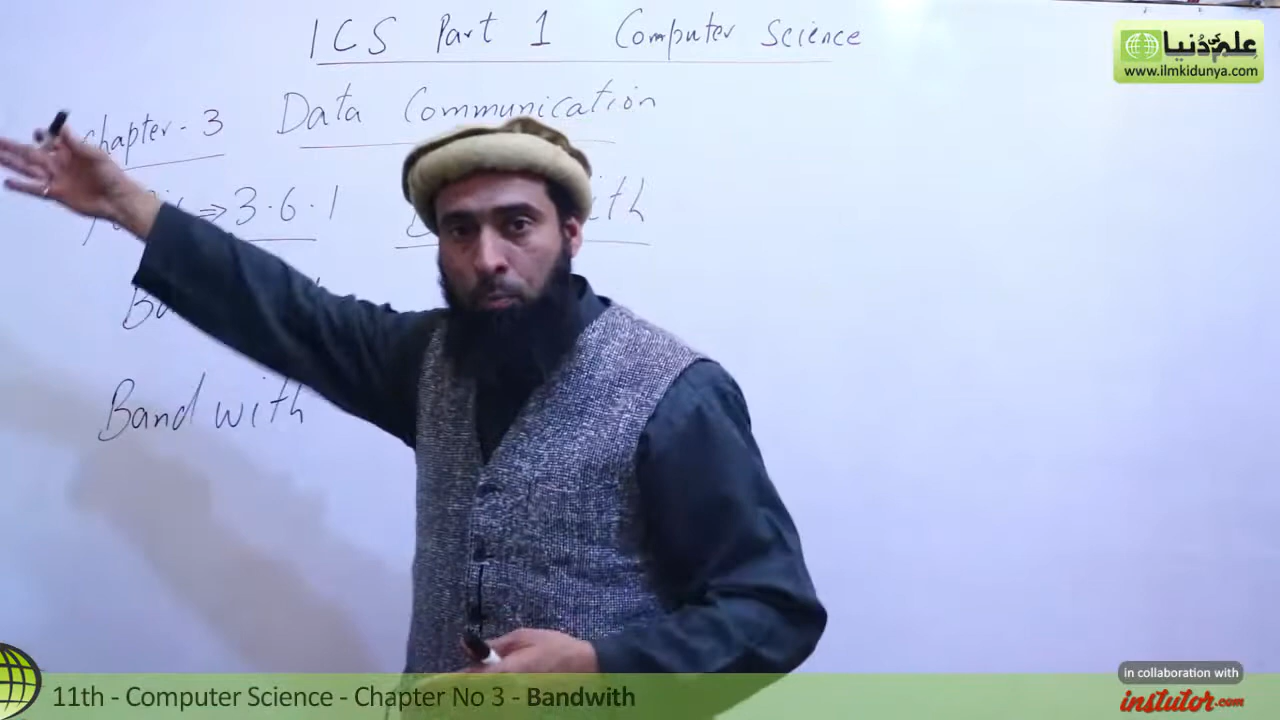 ICS Part 1 Computer Science
علم کی دُنیا
www.ilmkidunya.com
Chapter-3 Data Communication
⇒ 3.6.1
Band with
in collaboration with
instutor.com
11th - Computer Science - Chapter No 3 - Bandwith